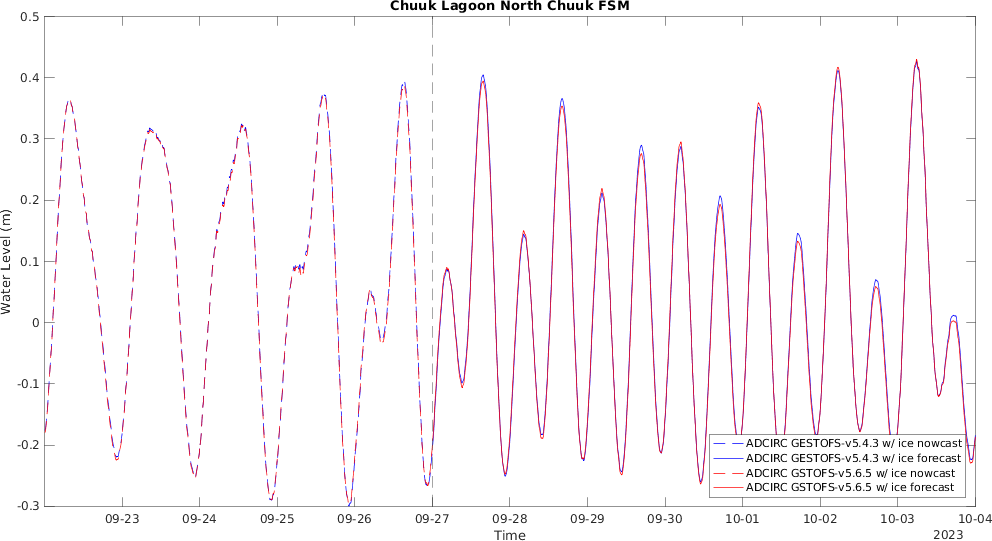 Chuuk Lagoon North Chuuk FSM
Water Level (m)
0.5
0.4
0.3
0.2
0.1
0
-0.1
-0.2
-0.3
ADCIRC GESTOFS-v5.4.3 w/ ice nowcast
ADCIRC GESTOFS-v5.4.3 w/ ice forecast
ADCIRC GSTOFS-v5.6.5 w/ ice nowcast
ADCIRC GSTOFS-v5.6.5 w/ ice forecast
09-23 09-24 09-25 09-26 09-27 09-28 09-29 09-30 10-01 10-02 10-03 10-04
Time
2023